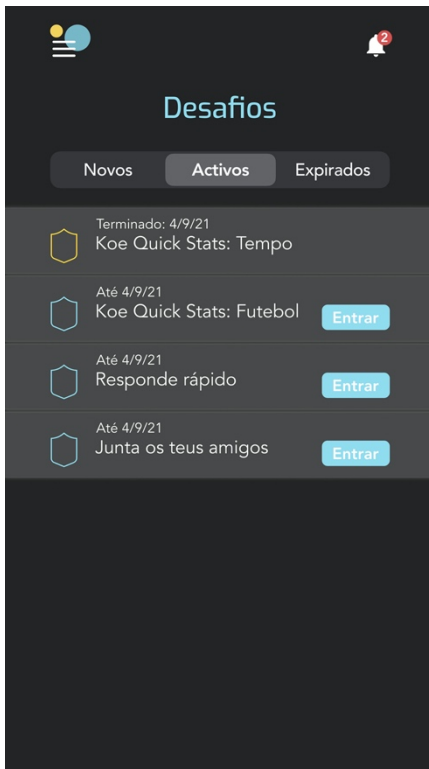 2
Desafios
Novos Activos Expirados
Terminado: 4/9/21
Koe Quick Stats: Tempo
Até 4/9/21
Koe Quick Stats: Futebol
Entrar
Até 4/9/21
Responde rápido
Entrar
Até 4/9/21
Junta os teus amigos
Entrar